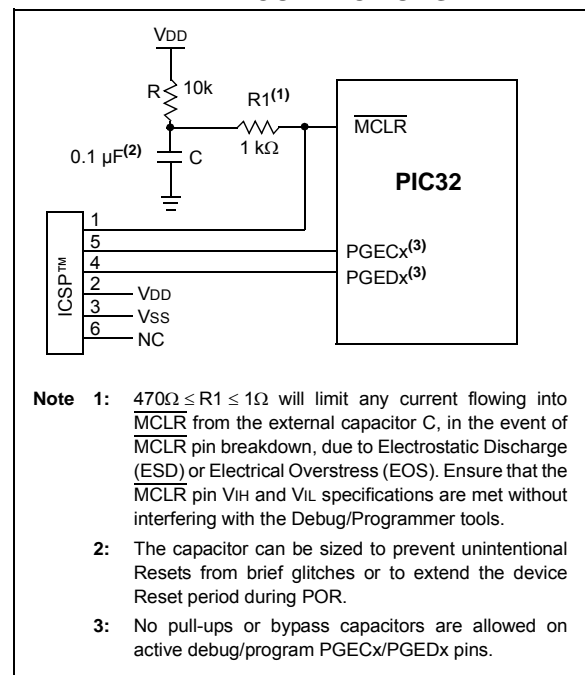 VDD
R 10k
R1(1)
1 kΩ
0.1 µF(2) C
MCLR
PIC32
ICSP™
1
5
4
2
3
6
VDD
VSS
NC
PGECx(3)
PGEDx(3)
Note 1: 470Ω ≤ R1 ≤ 1Ω will limit any current flowing into
MCLR from the external capacitor C, in the event of
MCLR pin breakdown, due to Electrostatic Discharge
(ESD) or Electrical Overstress (EOS). Ensure that the
MCLR pin VIH and VIL specifications are met without
interfering with the Debug/Programmer tools.
2: The capacitor can be sized to prevent unintentional
Resets from brief glitches or to extend the device
Reset period during POR.
3: No pull-ups or bypass capacitors are allowed on
active debug/program PGECx/PGEDx pins.